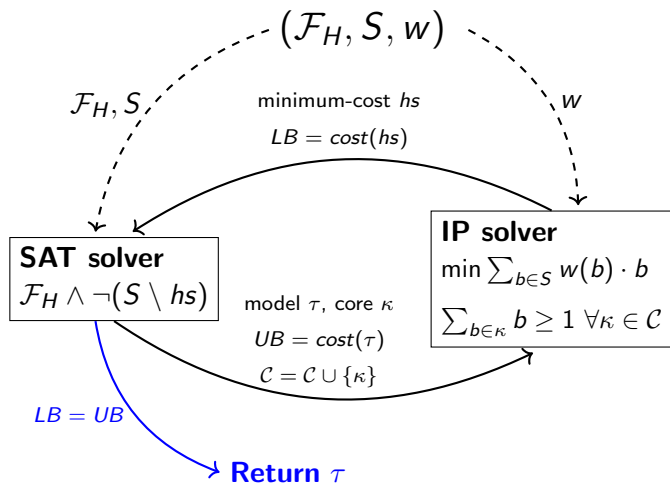 (𝓕_H, S, w)
𝓕_H, S
w
minimum-cost hs
LB = cost(hs)
SAT solver
𝓕_H ∧ ¬(S \ hs)
IP solver
min ∑_{b∈S} w(b) · b
∑_{b∈κ} b ≥ 1 ∀κ ∈ 𝓒
model τ, core κ
UB = cost(τ)
𝓒 = 𝓒 ∪ {κ}
LB = UB
Return τ